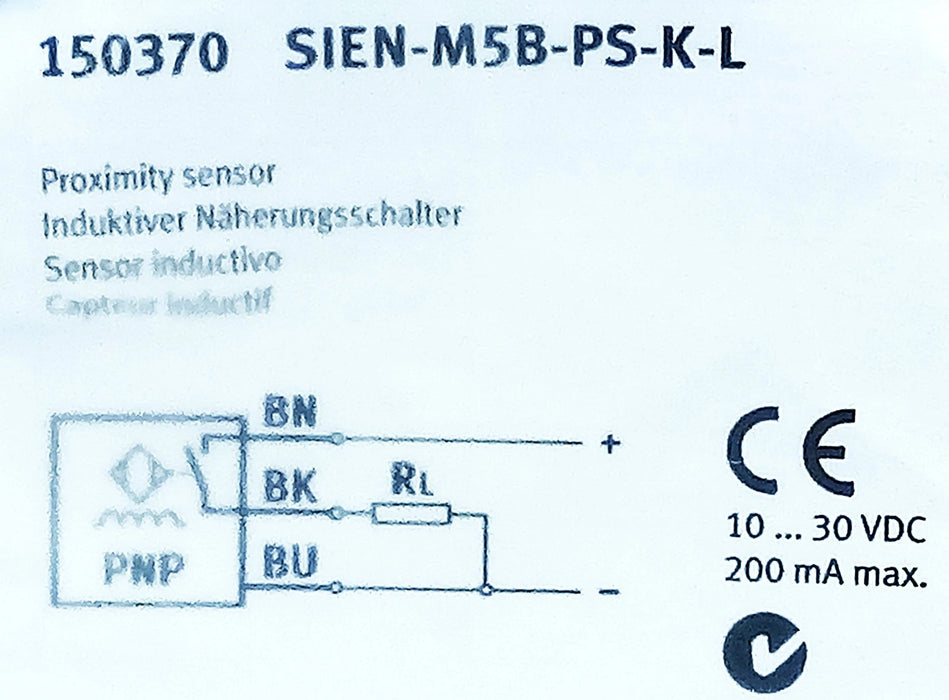 150370 SIEN-M5B-PS-K-L
Proximity sensor
Induktiver Näherungsschalter
Sensor inductivo
Capteur inductif
BN
+
BK
RL
PNP
BU
-
CE
10 ... 30 VDC
200 mA max.